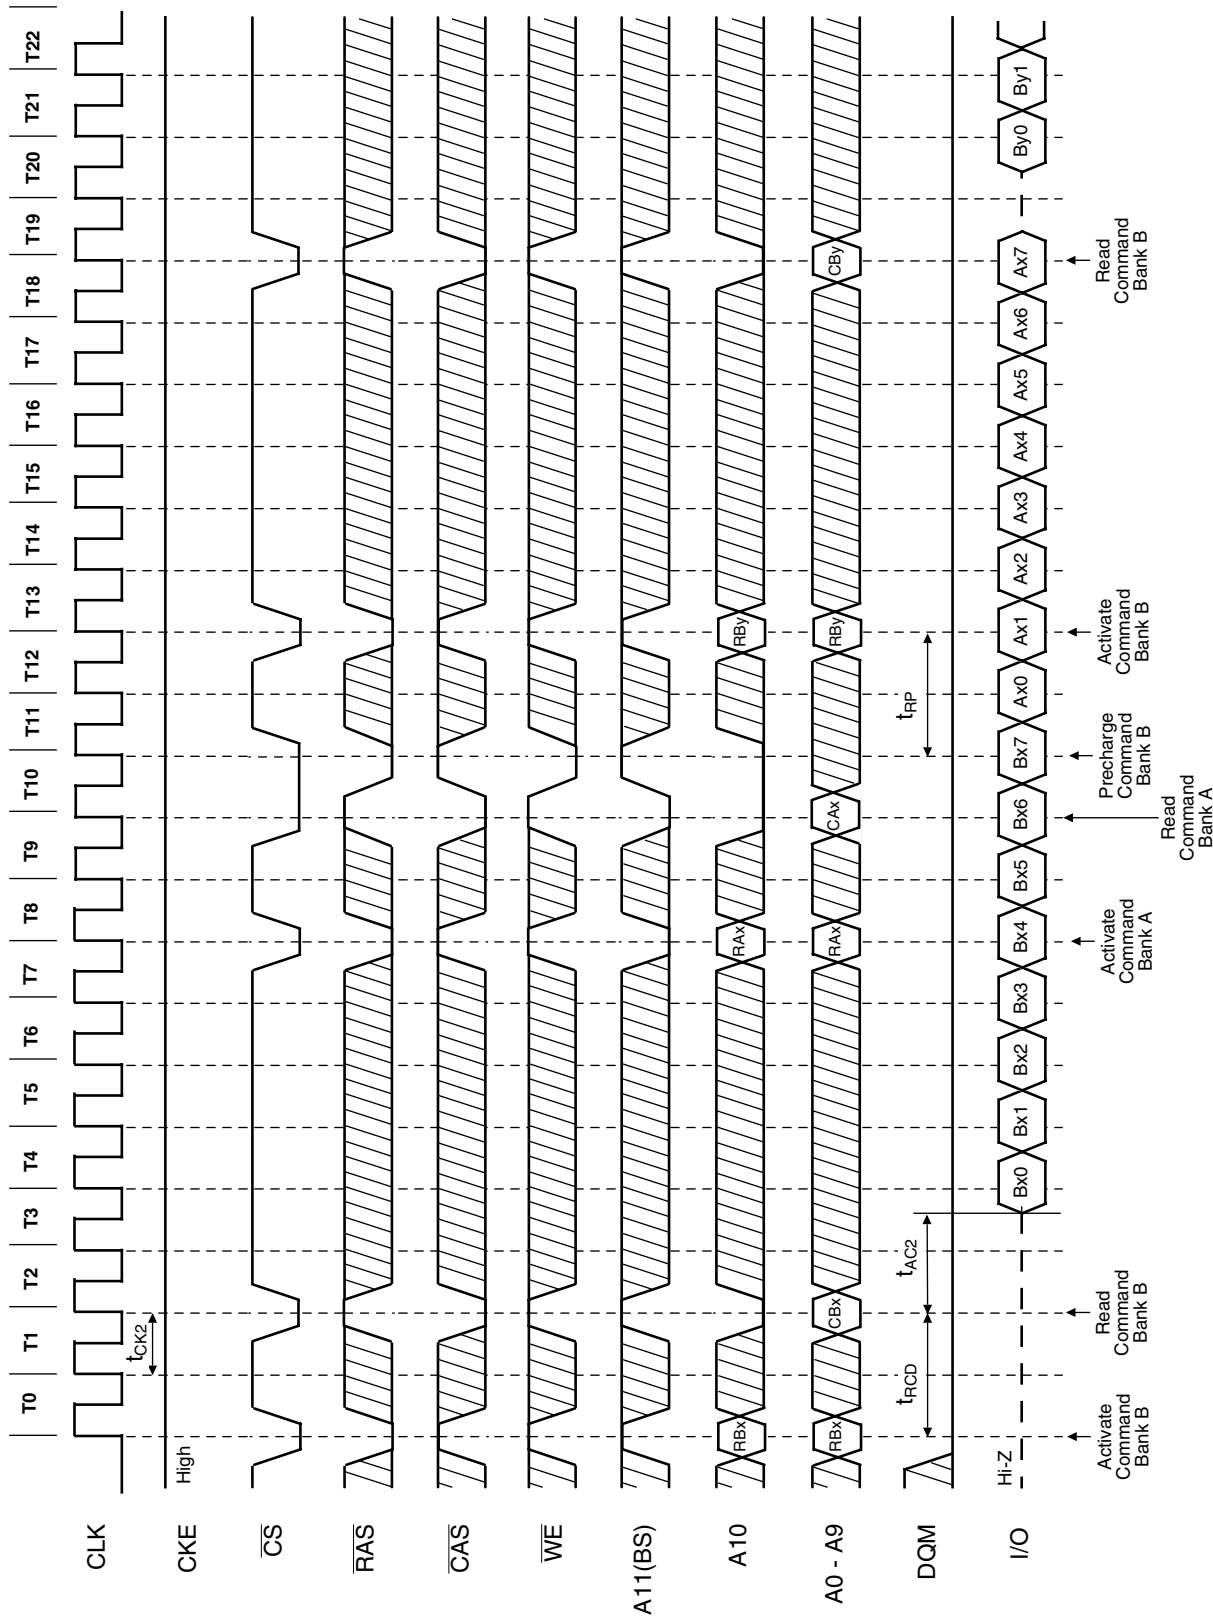 T0 T1 T2 T3 T4 T5 T6 T7 T8 T9 T10 T11 T12 T13 T14 T15 T16 T17 T18 T19 T20 T21 T22
CLK
tCK2
CKE
High
CS
RAS
CAS
WE
A11(BS)
A10
RBx RAx RBy
A0 - A9
RBx CBx RAx CAx RBy CBy
DQM
tRCD tAC2 tRP
I/O
Hi-Z
Bx0 Bx1 Bx2 Bx3 Bx4 Bx5 Bx6 Bx7 Ax0 Ax1 Ax2 Ax3 Ax4 Ax5 Ax6 Ax7 By0 By1
Activate
Command
Bank B
Read
Command
Bank B
Activate
Command
Bank A
Read
Command
Bank A
Precharge
Command
Bank B
Activate
Command
Bank B
Read
Command
Bank B